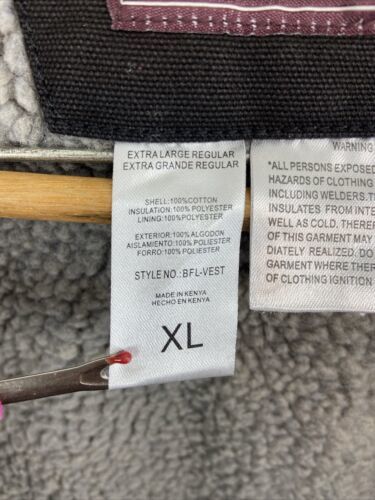 EXTRA LARGE REGULAR
EXTRA GRANDE REGULAR
SHELL:100%COTTON
INSULATION:100% POLYESTER
LINING:100%POLYESTER
EXTERIOR:100% ALGODON
AISLAMIENTO:100% POLIESTER
FORRO:100% POLIESTER
STYLE NO.:BFL-VEST
MADE IN KENYA
HECHO EN KENYA
XL
WARNING
*ALL PERSONS EXPOSED
HAZARDS OF CLOTHING
INCLUDING WELDERS.
INSULATES FROM
WELL AS COLD.
OF THIS GARMENT MAY
DIATELY REALIZED. DO
GARMENT WHERE
OF CLOTHING IGNITION